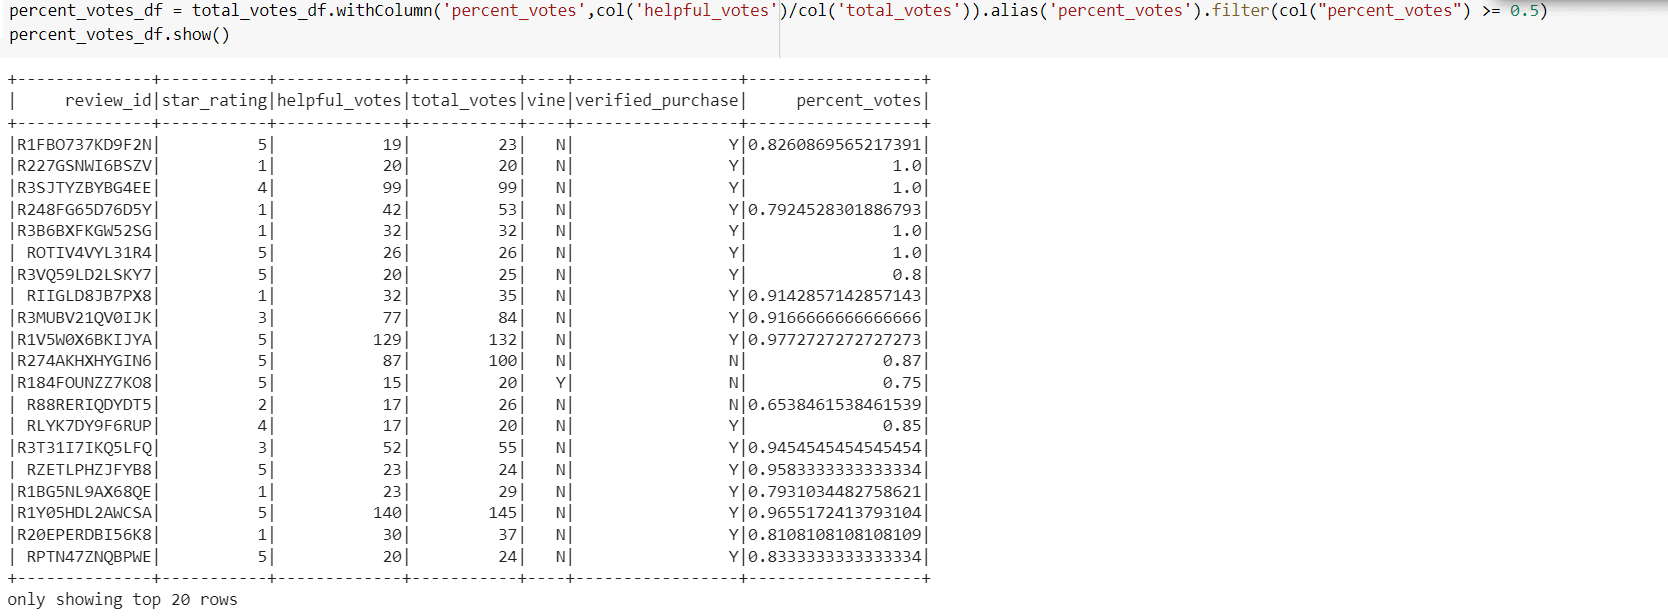 percent_votes_df = total_votes_df.withColumn('percent_votes',col('helpful_votes')/col('total_votes')).alias('percent_votes').filter(col("percent_votes") >= 0.5)
percent_votes_df.show()
+--------------+-----------+-------------+-----------+----+-----------------+------------------+
|     review_id|star_rating|helpful_votes|total_votes|vine|verified_purchase|     percent_votes|
+--------------+-----------+-------------+-----------+----+-----------------+------------------+
|R1FBO737KD9F2N|          5|           19|         23|   N|                Y|0.8260869565217391|
|R227GSNWI6BSZV|          1|           20|         20|   N|                Y|               1.0|
|R3SJTYZBYBG4EE|          4|           99|         99|   N|                Y|               1.0|
|R248FG65D76D5Y|          1|           42|         53|   N|                Y|0.7924528301886793|
|R3B6BXFKGW52SG|          1|           32|         32|   N|                Y|               1.0|
| ROTIV4VYL31R4|          5|           26|         26|   N|                Y|               1.0|
|R3VQ59LD2LSKY7|          5|           20|         25|   N|                Y|               0.8|
| RIIGLD8JB7PX8|          1|           32|         35|   N|                Y|0.9142857142857143|
|R3MUBV21QV0IJK|          3|           77|         84|   N|                Y|0.9166666666666666|
|R1V5W0X6BKIJYA|          5|          129|        132|   N|                Y|0.9772727272727273|
|R274AKHXHYGIN6|          5|           87|        100|   N|                N|              0.87|
|R184FOUNZZ7KO8|          5|           15|         20|   Y|                N|              0.75|
| R88RERIQDYDT5|          2|           17|         26|   N|                N|0.6538461538461539|
| RLYK7DY9F6RUP|          4|           17|         20|   N|                Y|              0.85|
|R3T31I7IKQ5LFQ|          3|           52|         55|   N|                Y|0.9454545454545454|
| RZETLPHZJFYB8|          5|           23|         24|   N|                Y|0.9583333333333334|
|R1BG5NL9AX68QE|          1|           23|         29|   N|                Y|0.7931034482758621|
|R1Y05HDL2AWCSA|          5|          140|        145|   N|                Y|0.9655172413793104|
|R20EPERDBI56K8|          1|           30|         37|   N|                Y|0.8108108108108109|
| RPTN47ZNQBPWE|          5|           20|         24|   N|                Y|0.8333333333333334|
+--------------+-----------+-------------+-----------+----+-----------------+------------------+
only showing top 20 rows